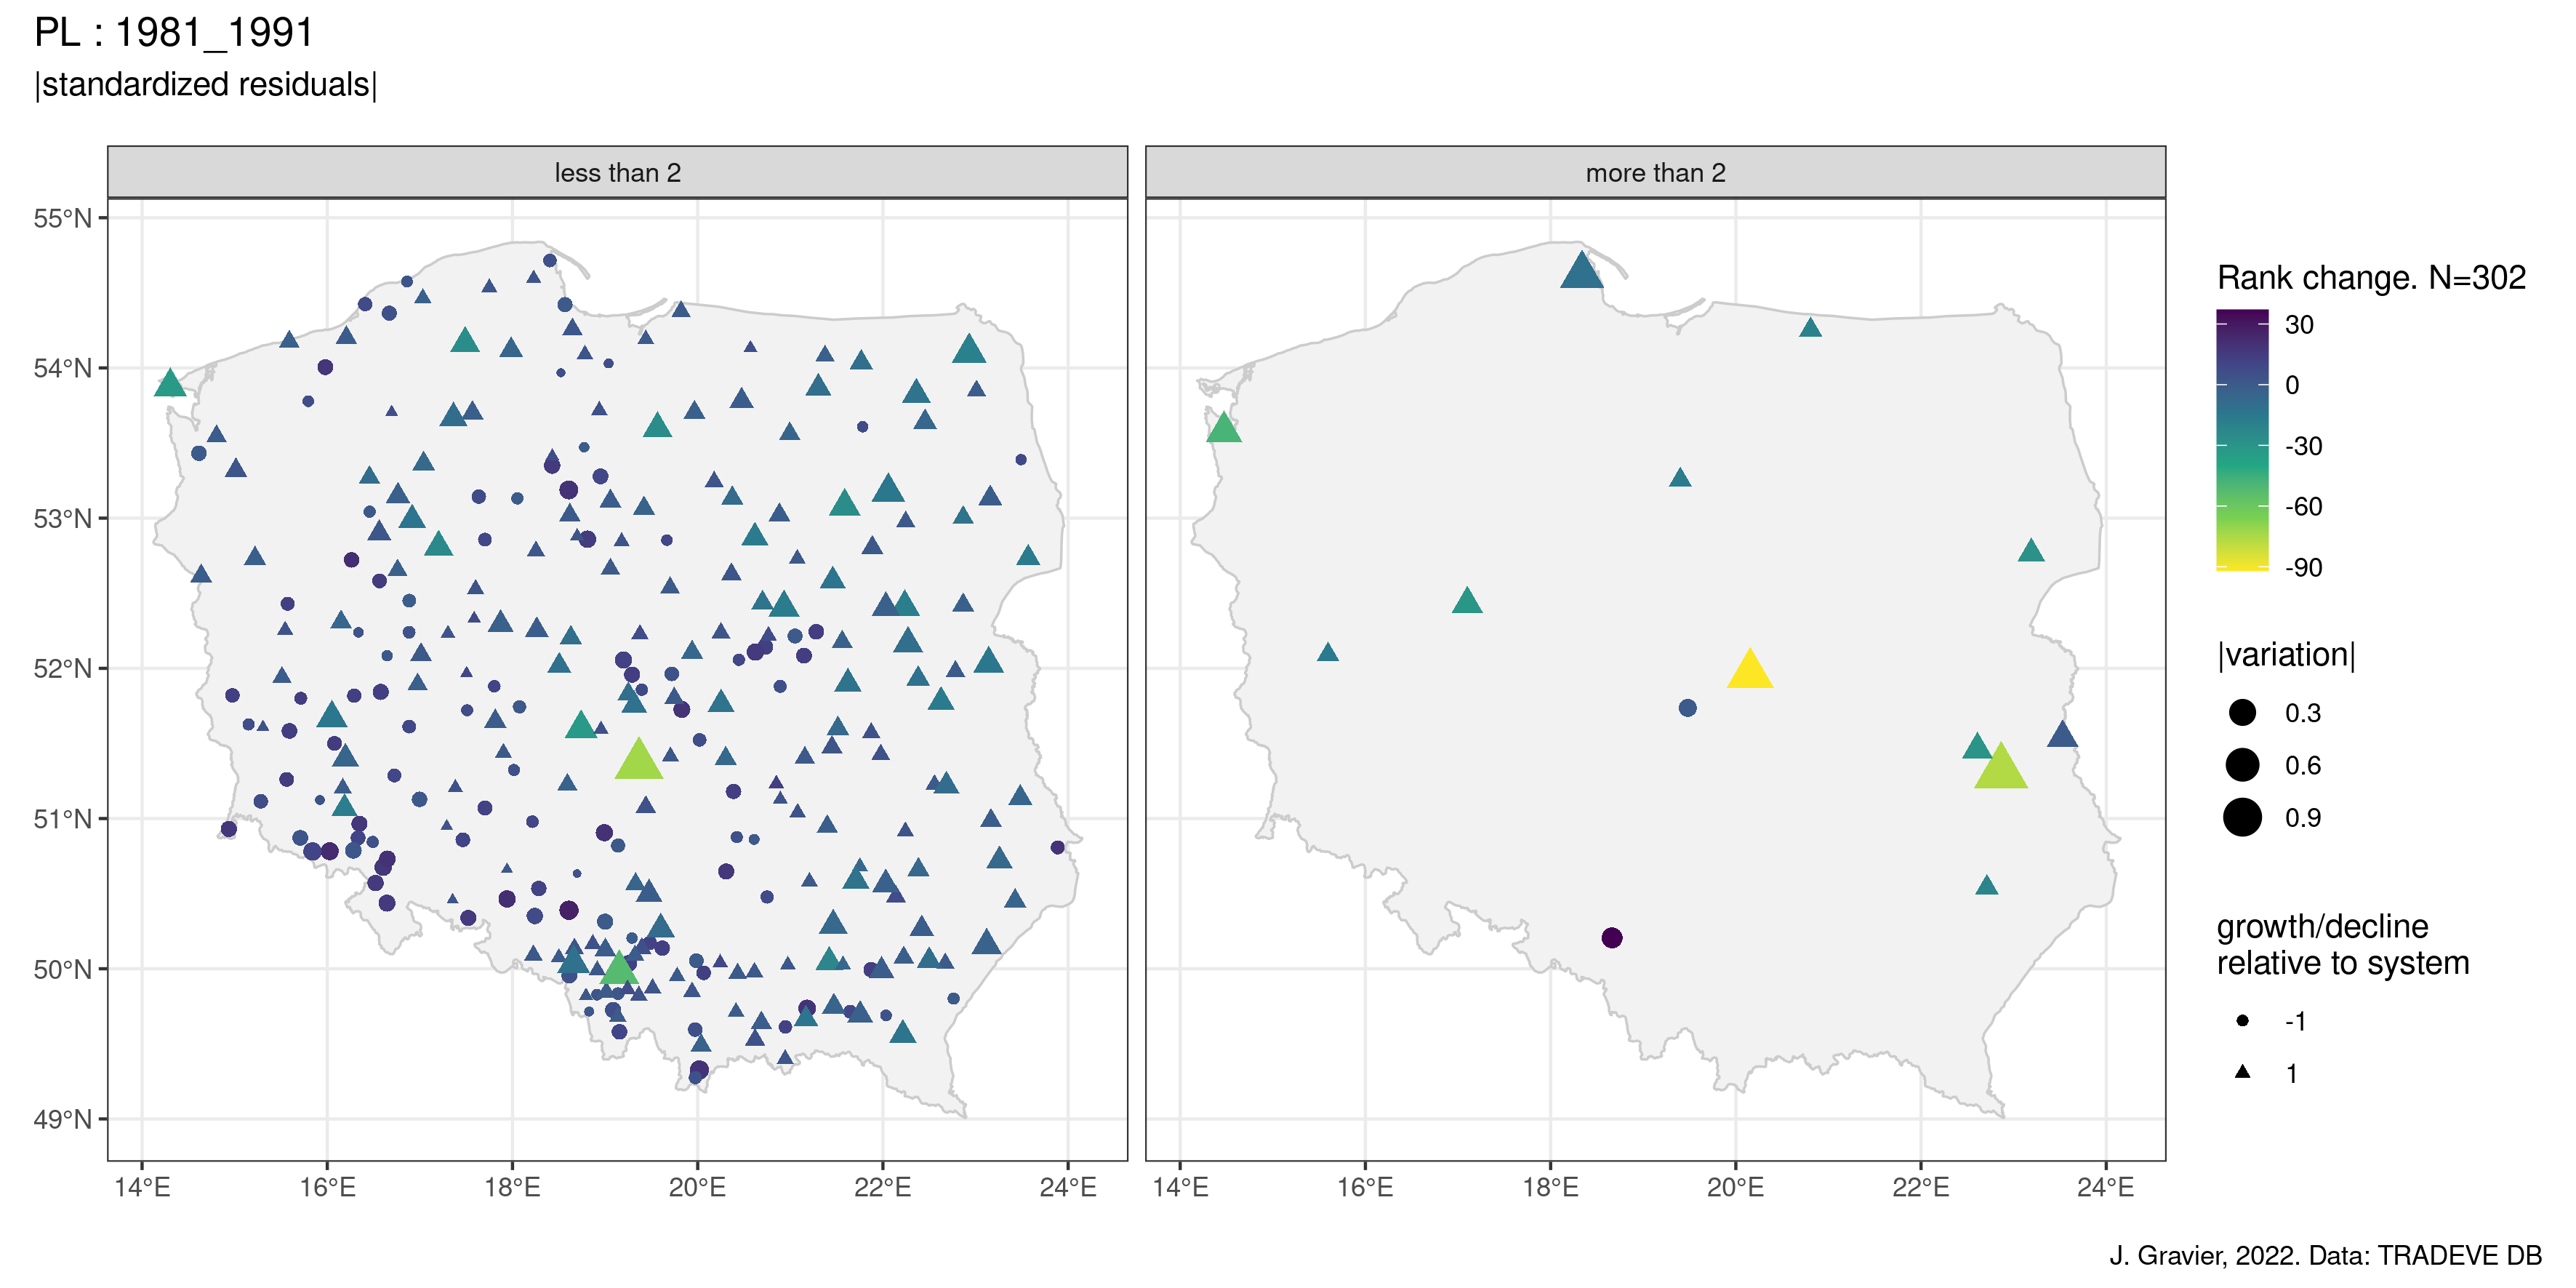 PL : 1981_1991
|standardized residuals|
less than 2
more than 2
55°N
54°N
53°N
52°N
51°N
50°N
49°N
14°E
16°E
18°E
20°E
22°E
24°E
14°E
16°E
18°E
20°E
22°E
24°E
Rank change. N=302
30
0
-30
-60
-90
|variation|
0.3
0.6
0.9
growth/decline
relative to system
-1
1
J. Gravier, 2022. Data: TRADEVE DB